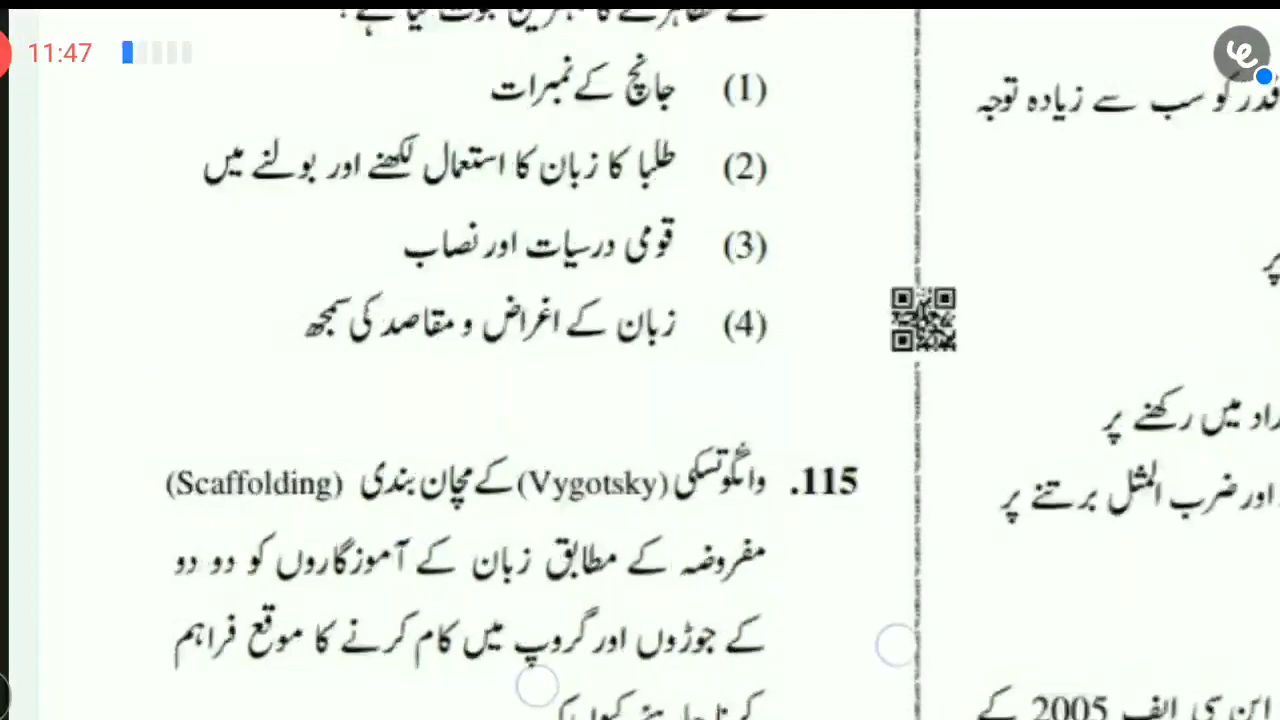 11:47
(1) جانچ کے نمبرات
(2) طلبا کا زبان کا استعمال لکھنے اور بولنے میں
(3) قومی درسیات اور نصاب
(4) زبان کے اغراض و مقاصد کی سمجھ
115. وائگوتسکی (Vygotsky) کے مچان بندی (Scaffolding)
مفروضہ کے مطابق زبان کے آموزگاروں کو دو دو
کے جوڑوں اور گروپ میں کام کرنے کا موقع فراہم
قدر کو سب سے زیادہ توجہ
پر
میں رکھنے پر
اور ضرب المثل برتنے پر
این سی ایف 2005 کے